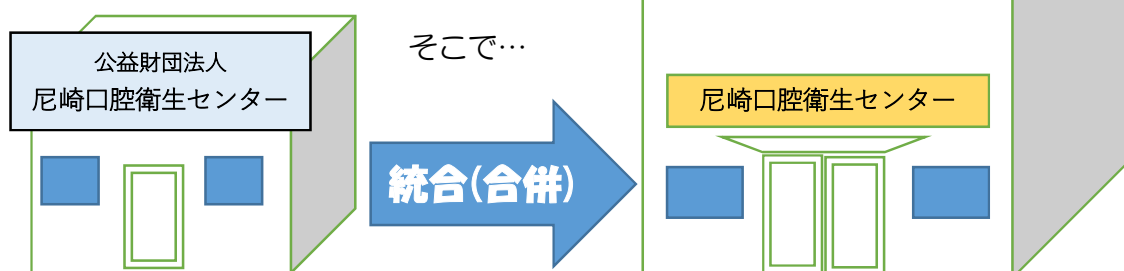 公益財団法人
尼崎口腔衛生センター
そこで…
統合(合併)
尼崎口腔衛生センター